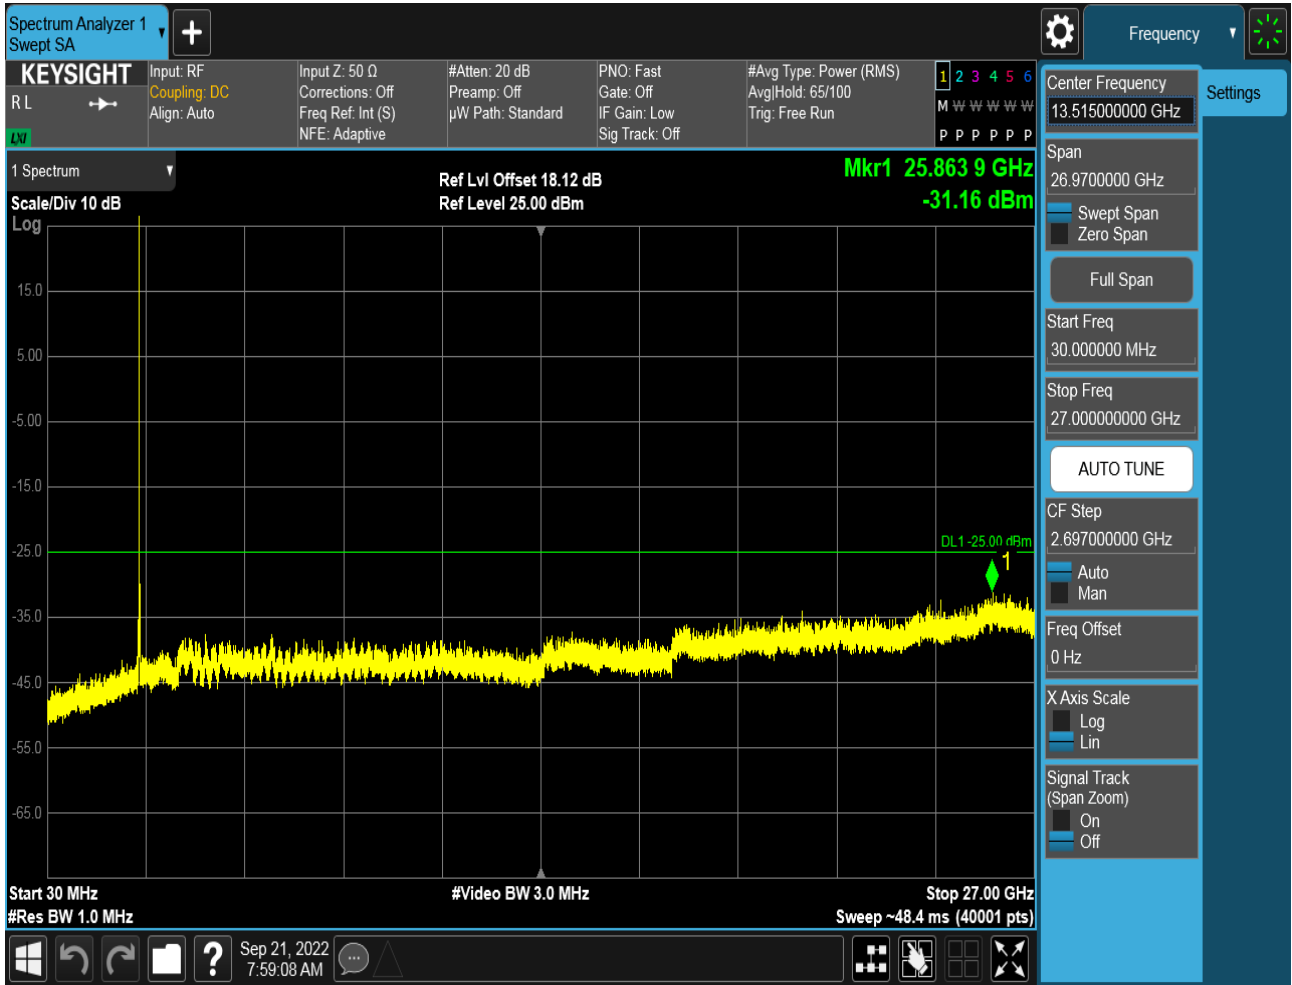 Spectrum Analyzer 1
Swept SA
Frequency
KEYSIGHT
R L
LXI
Input: RF
Coupling: DC
Align: Auto
Input Z: 50 Ω
Corrections: Off
Freq Ref: Int (S)
NFE: Adaptive
#Atten: 20 dB
Preamp: Off
µW Path: Standard
PNO: Fast
Gate: Off
IF Gain: Low
Sig Track: Off
#Avg Type: Power (RMS)
Avg|Hold: 65/100
Trig: Free Run
1 2 3 4 5 6
M W W W W W
P P P P P P
1 Spectrum
Scale/Div 10 dB
Log
Ref Lvl Offset 18.12 dB
Ref Level 25.00 dBm
Mkr1 25.863 9 GHz
-31.16 dBm
15.0
5.00
-5.00
-15.0
-25.0
-35.0
-45.0
-55.0
-65.0
DL1 -25.00 dBm
1
Start 30 MHz
#Res BW 1.0 MHz
#Video BW 3.0 MHz
Stop 27.00 GHz
Sweep ~48.4 ms (40001 pts)
Center Frequency
13.515000000 GHz
Span
26.9700000 GHz
Swept Span
Zero Span
Full Span
Start Freq
30.000000 MHz
Stop Freq
27.000000000 GHz
AUTO TUNE
CF Step
2.697000000 GHz
Auto
Man
Freq Offset
0 Hz
X Axis Scale
Log
Lin
Signal Track
(Span Zoom)
On
Off
Settings
?
Sep 21, 2022
7:59:08 AM